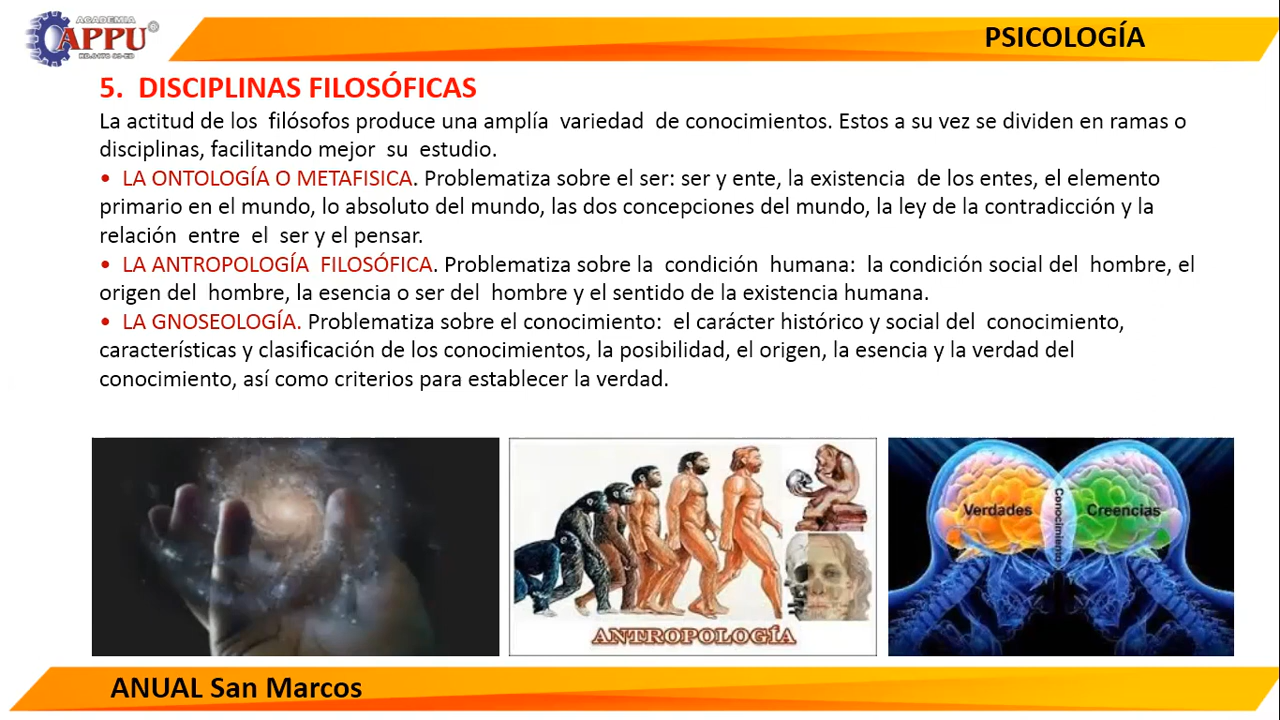 ACADEMIA
APPU
PSICOLOGÍA
5. DISCIPLINAS FILOSÓFICAS
La actitud de los filósofos produce una amplía variedad de conocimientos. Estos a su vez se dividen en ramas o
disciplinas, facilitando mejor su estudio.
• LA ONTOLOGÍA O METAFISICA. Problematiza sobre el ser: ser y ente, la existencia de los entes, el elemento
primario en el mundo, lo absoluto del mundo, las dos concepciones del mundo, la ley de la contradicción y la
relación entre el ser y el pensar.
• LA ANTROPOLOGÍA FILOSÓFICA. Problematiza sobre la condición humana: la condición social del hombre, el
origen del hombre, la esencia o ser del hombre y el sentido de la existencia humana.
• LA GNOSEOLOGÍA. Problematiza sobre el conocimiento: el carácter histórico y social del conocimiento,
características y clasificación de los conocimientos, la posibilidad, el origen, la esencia y la verdad del
conocimiento, así como criterios para establecer la verdad.
ANTROPOLOGÍA
Verdades
Conocimiento
Creencias
ANUAL San Marcos